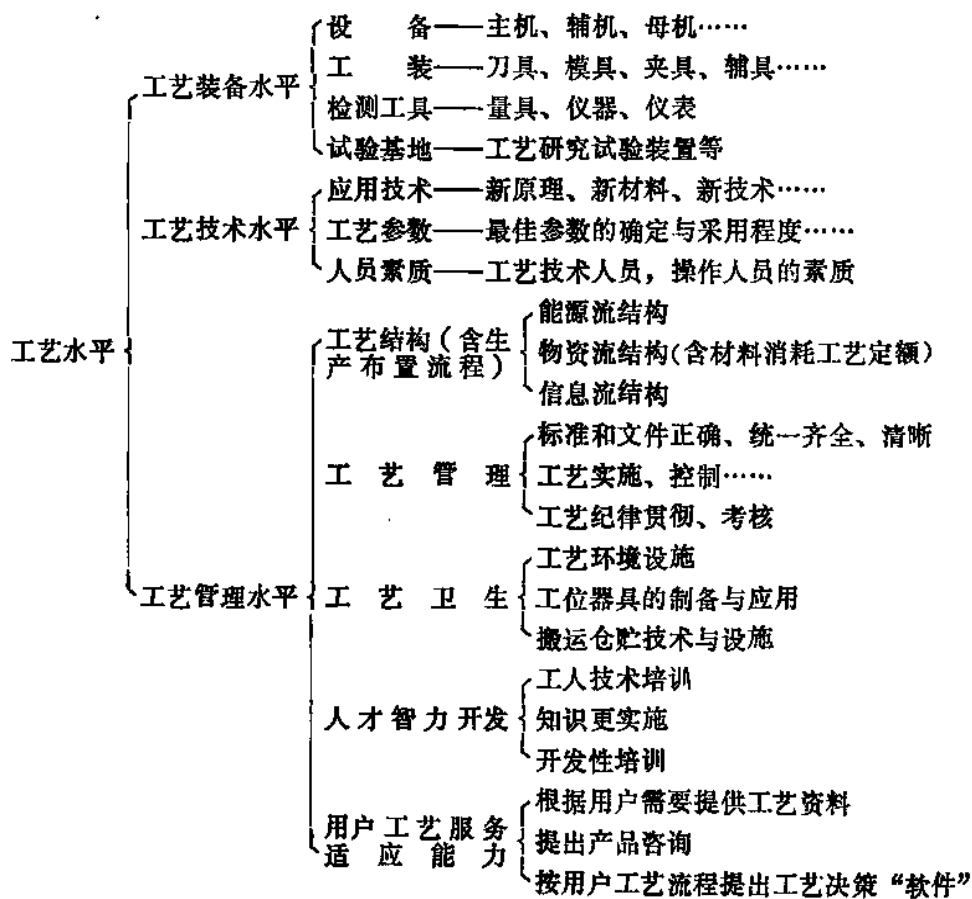 设 备——主机、辅机、母机……
工艺装备水平 工 装——刀具、模具、夹具、辅具……
检测工具——量具、仪器、仪表
试验基地——工艺研究试验装置等
应用技术——新原理、新材料、新技术……
工艺技术水平 工艺参数——最佳参数的确定与采用程度……
人员素质——工艺技术人员，操作人员的素质
工艺水平
工艺结构（含生
产布置流程）
能源流结构
物资流结构(含材料消耗工艺定额）
信息流结构
工艺管理
标准和文件正确、统一齐全、清晰
工艺实施、控制……
工艺纪律贯彻、考核
工艺管理水平
工艺卫生
工艺环境设施
工位器具的制备与应用
搬运仓贮技术与设施
人才智力开发
工人技术培训
知识更实施
开发性培训
用户工艺服务
适应能力
根据用户需要提供工艺资料
提出产品咨询
按用户工艺流程提出工艺决策“软件”